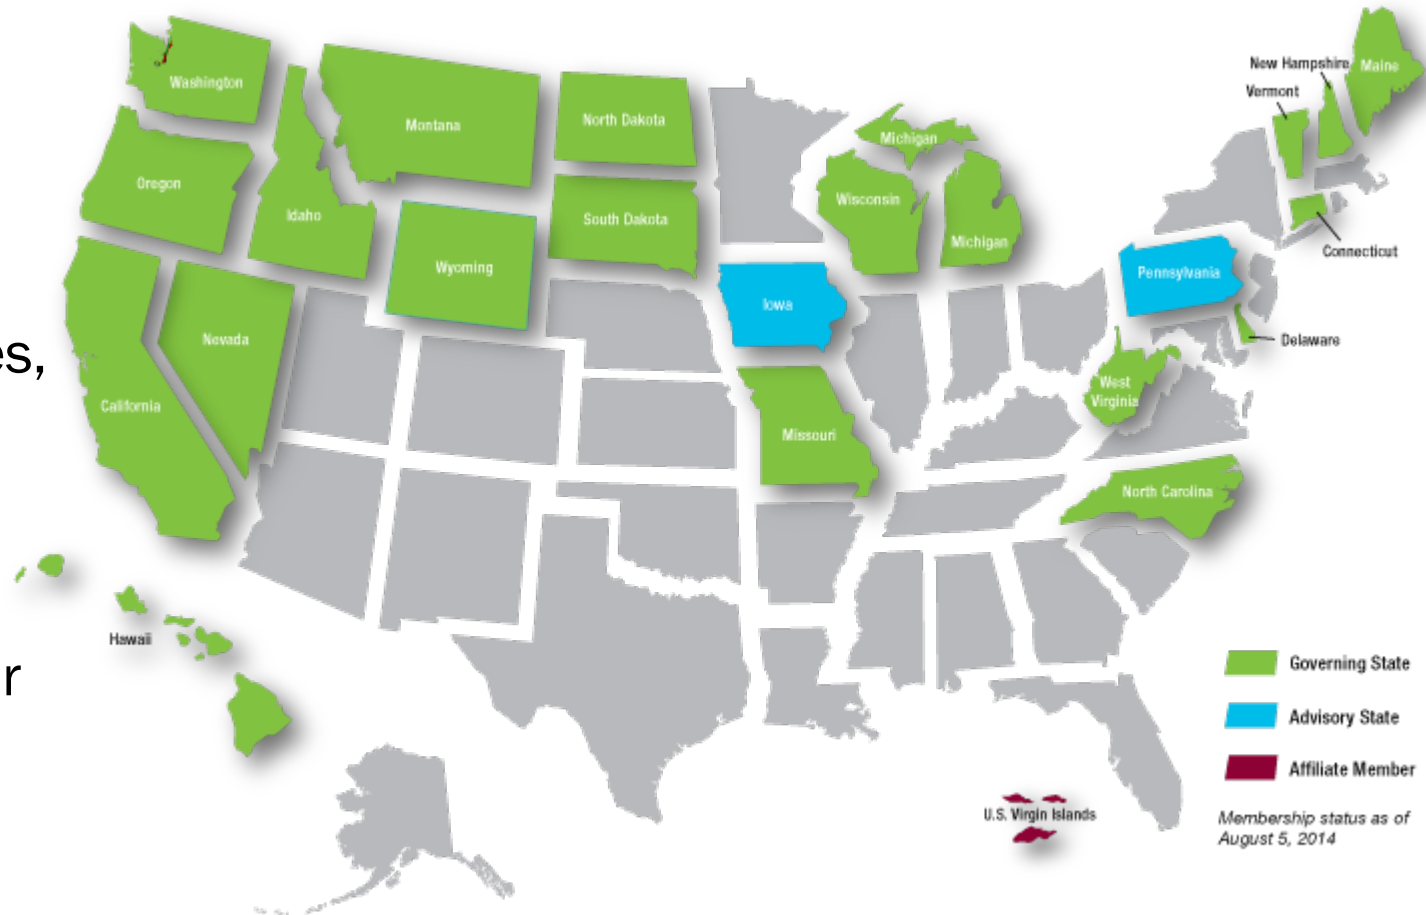 Washington
Montana
North Dakota
Michigan
New Hampshire
Maine
Vermont
Oregon
Idaho
Wyoming
South Dakota
Wisconsin
Michigan
Connecticut
Pennsylvania
Iowa
Nevada
Delaware
es,
California
West
Virginia
Missouri
North Carolina
Hawaii
r
Governing State
Advisory State
Affiliate Member
U.S. Virgin Islands
Membership status as of
August 5, 2014